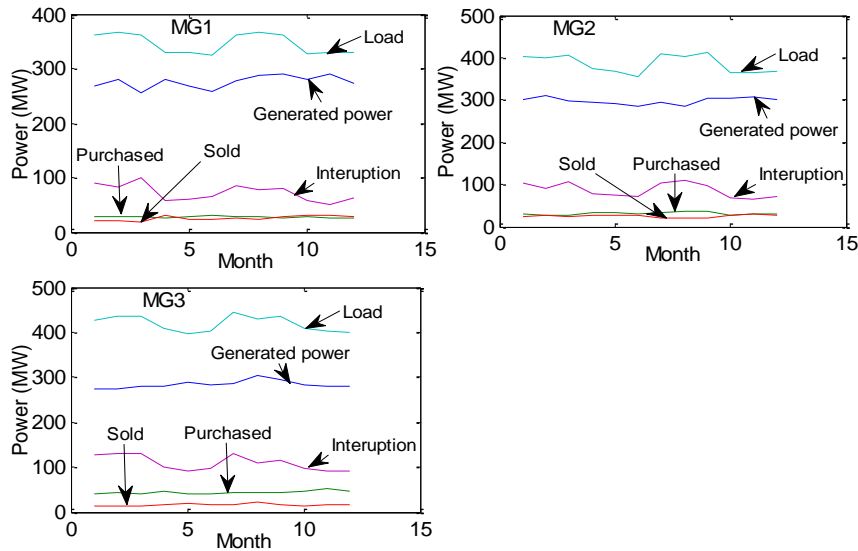 MG1
400
300
200
100
0
Power (MW)
Load
Generated power
Purchased
Sold
Interuption
0
5
10
15
Month
MG2
500
400
300
200
100
0
Power (MW)
Load
Generated power
Sold
Purchased
Interuption
0
5
10
15
Month
MG3
500
400
300
200
100
0
Power (MW)
Load
Generated power
Sold
Purchased
Interuption
0
5
10
15
Month